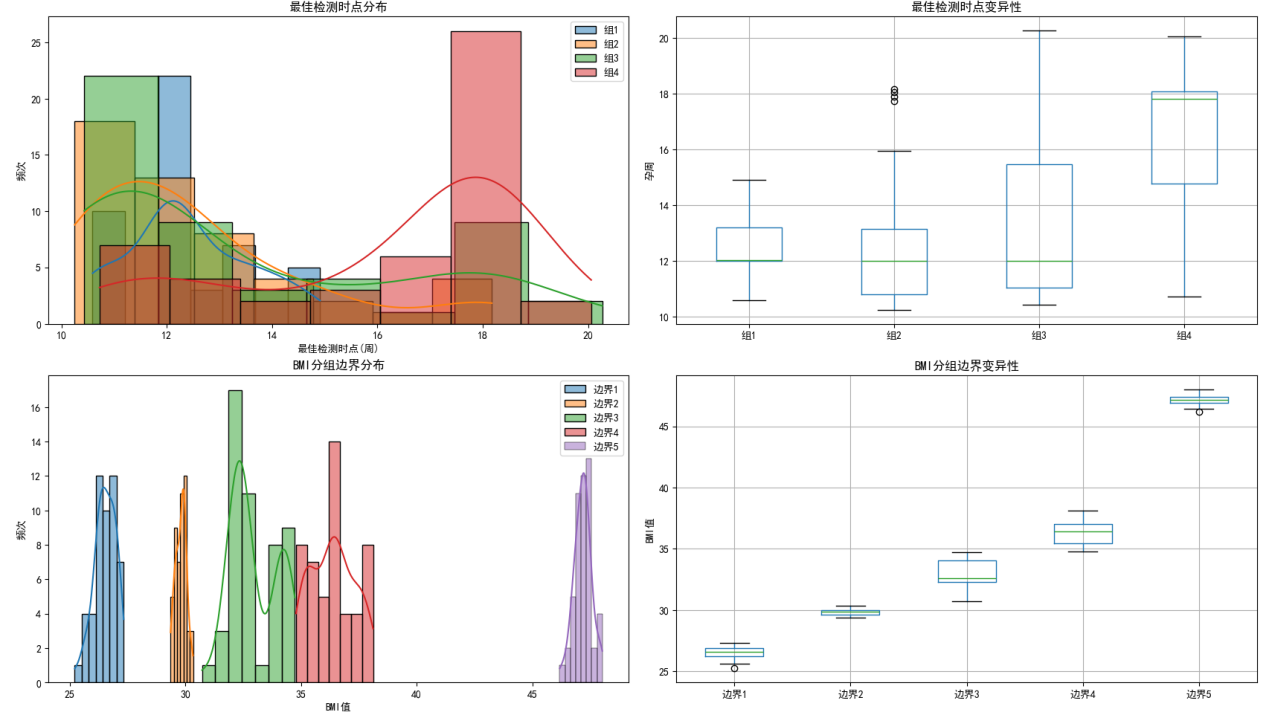 最佳检测时点分布
频次
25
20
15
10
5
0
组1
组2
组3
组4
10
12
14
16
18
20
最佳检测时点(周)
最佳检测时点变异性
孕周
20
18
16
14
12
10
组1
组2
组3
组4
BMI分组边界分布
频次
16
14
12
10
8
6
4
2
0
边界1
边界2
边界3
边界4
边界5
25
30
35
40
45
BMI值
BMI分组边界变异性
BMI值
45
40
35
30
25
边界1
边界2
边界3
边界4
边界5